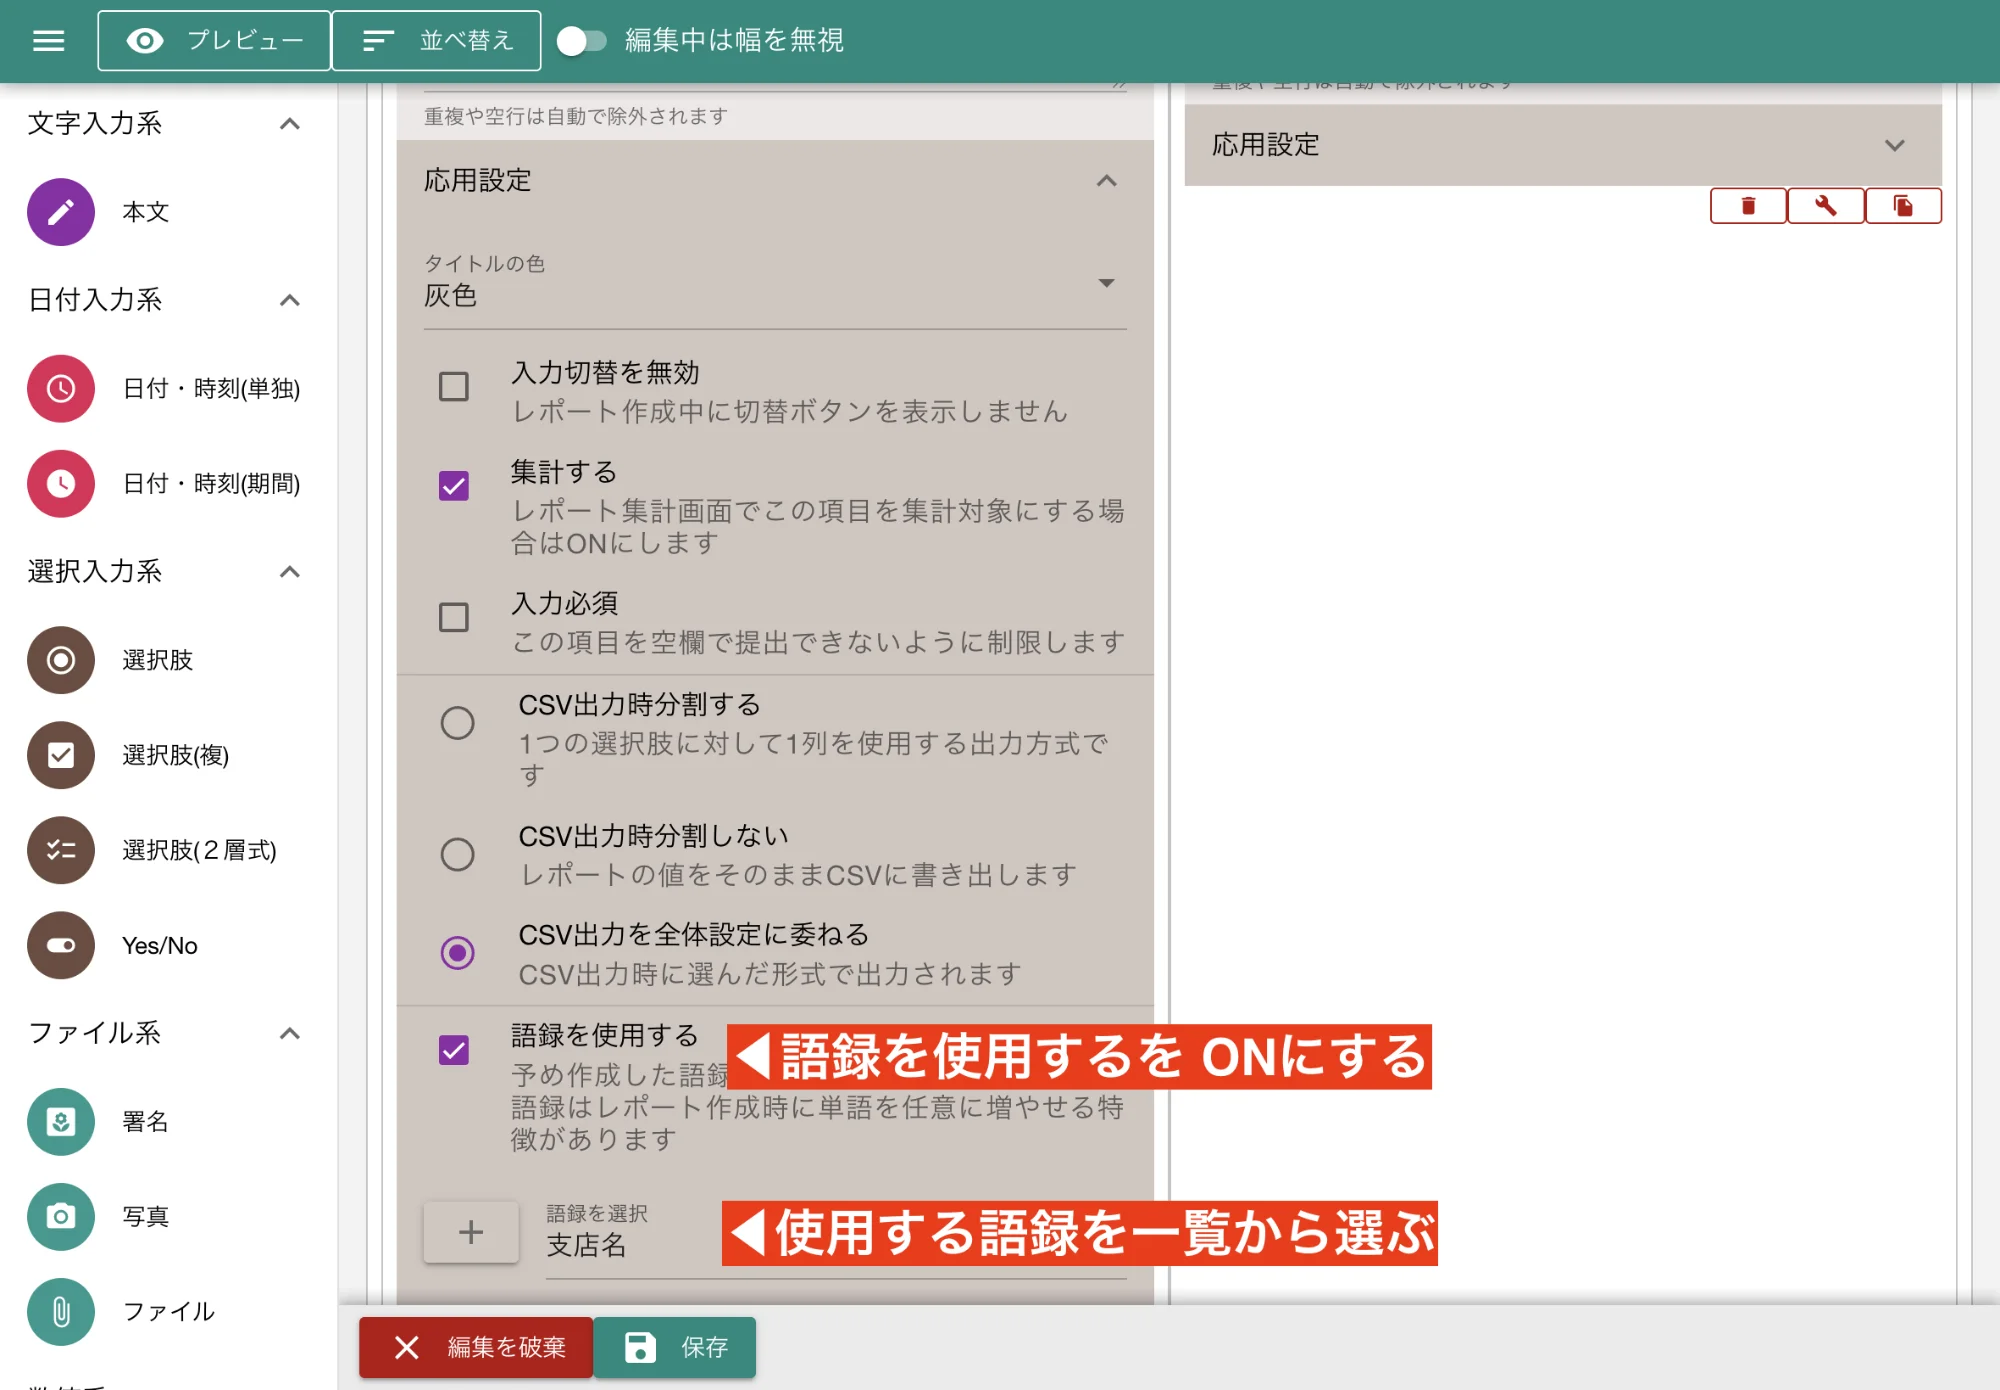 プレビュー
並べ替え
編集中は幅を無視
文字入力系
本文
日付入力系
日付・時刻(単独)
日付・時刻(期間)
選択入力系
選択肢
選択肢(複)
選択肢(２層式)
Yes/No
ファイル系
署名
写真
ファイル
重複や空行は自動で除外されます
応用設定
タイトルの色
灰色
入力切替を無効
レポート作成中に切替ボタンを表示しません
集計する
レポート集計画面でこの項目を集計対象にする場
合はONにします
入力必須
この項目を空欄で提出できないように制限します
CSV出力時分割する
1つの選択肢に対して1列を使用する出力方式で
す
CSV出力時分割しない
レポートの値をそのままCSVに書き出します
CSV出力を全体設定に委ねる
CSV出力時に選んだ形式で出力されます
語録を使用する
◀語録を使用するを ONにする
予め作成した語録
語録はレポート作成時に単語を任意に増やせる特
徴があります
語録を選択
支店名
◀使用する語録を一覧から選ぶ
重複や空行は自動で除外されます
応用設定
編集を破棄
保存